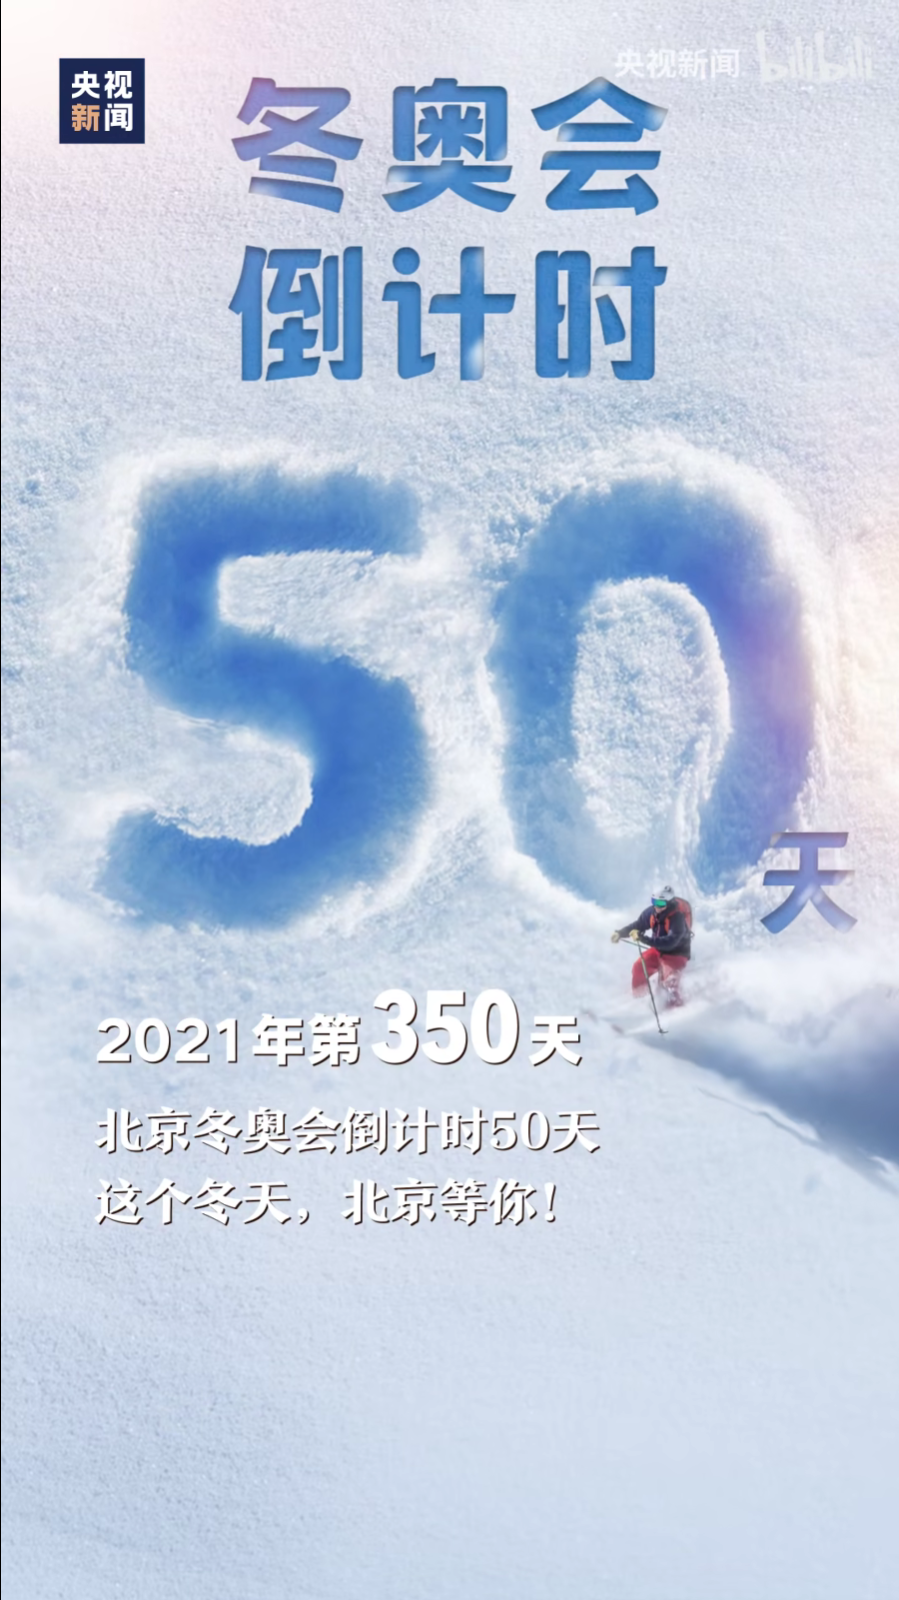 央视新闻 bilibili
央视
新闻
冬奥会
倒计时
50
天
2021年第350天
北京冬奥会倒计时50天
这个冬天，北京等你！